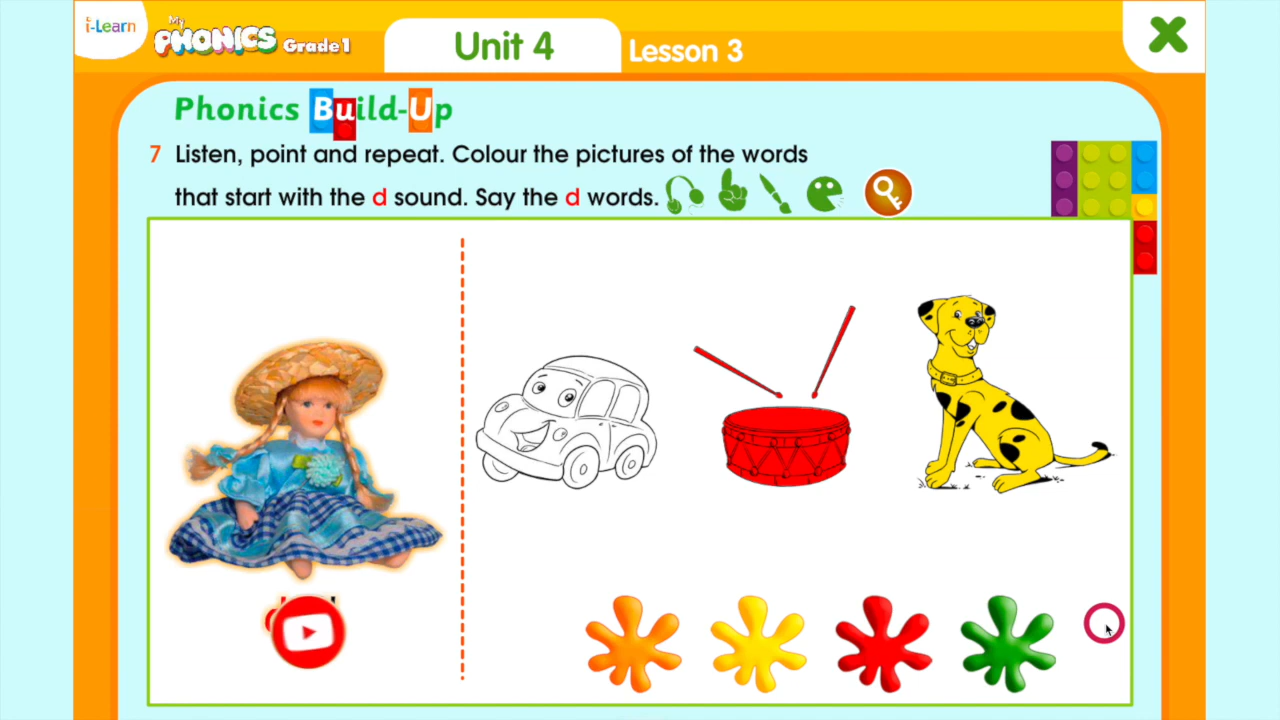 i-Learn
My
PHONICS Grade 1
Unit 4
Lesson 3
Phonics Build-Up
7 Listen, point and repeat. Colour the pictures of the words
that start with the d sound. Say the d words.